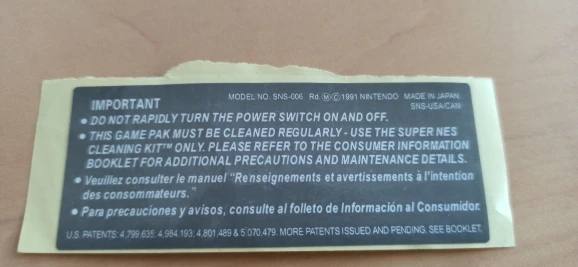 MODEL NO. SNS-006 Rd. Ⓜ©1991 NINTENDO MADE IN JAPAN
IMPORTANT SNS-USA/CAN
● DO NOT RAPIDLY TURN THE POWER SWITCH ON AND OFF.
● THIS GAME PAK MUST BE CLEANED REGULARLY - USE THE SUPER NES
CLEANING KIT™ ONLY. PLEASE REFER TO THE CONSUMER INFORMATION
BOOKLET FOR ADDITIONAL PRECAUTIONS AND MAINTENANCE DETAILS.
● Veuillez consulter le manuel "Renseignements et avertissements à l'intention
des consommateurs."
● Para precauciones y avisos, consulte al folleto de Información al Consumidor.
U.S. PATENTS: 4,799,635; 4,984,193; 4,801,489 & 5,070,479. MORE PATENTS ISSUED AND PENDING. SEE BOOKLET.